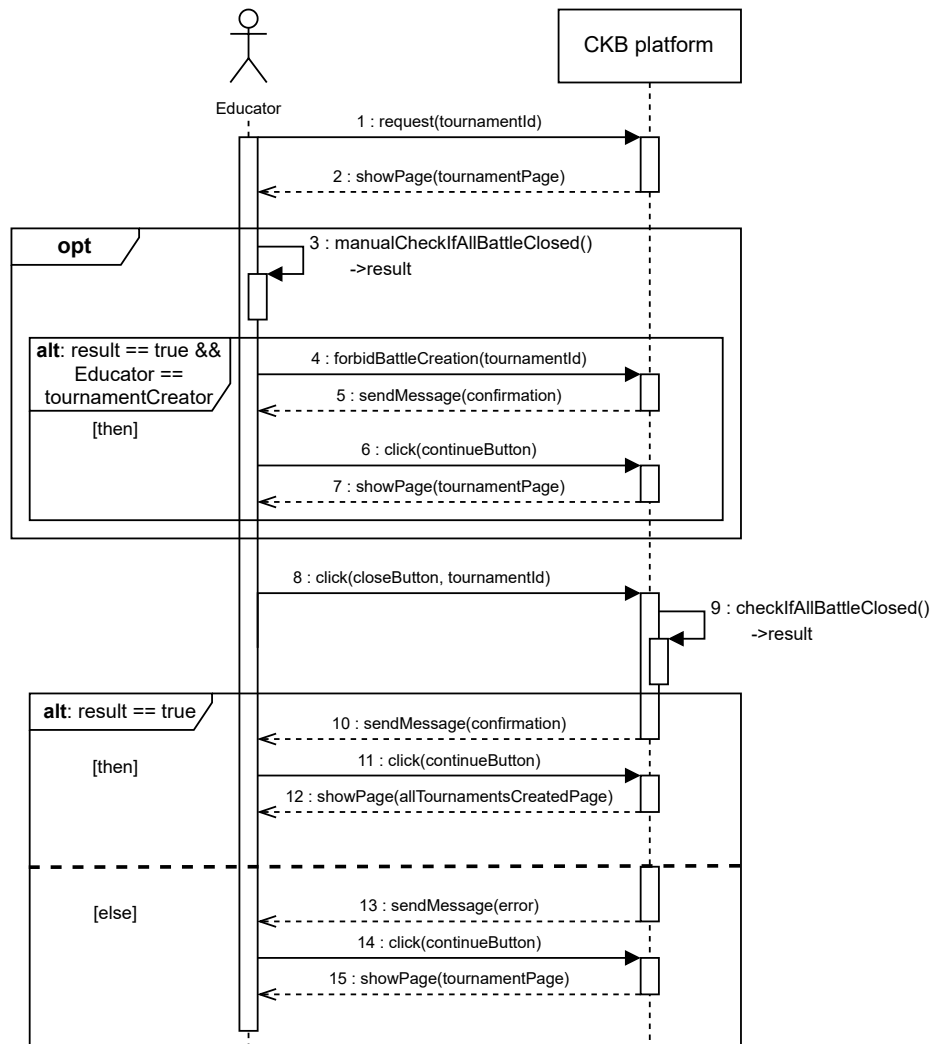 CKB platform
Educator
1 : request(tournamentId)
2 : showPage(tournamentPage)
opt
3 : manualCheckIfAllBattleClosed()
->result
alt: result == true &&
Educator ==
tournamentCreator
4 : forbidBattleCreation(tournamentId)
5 : sendMessage(confirmation)
[then]
6 : click(continueButton)
7 : showPage(tournamentPage)
8 : click(closeButton, tournamentId)
9 : checkIfAllBattleClosed()
->result
alt: result == true
10 : sendMessage(confirmation)
[then]
11 : click(continueButton)
12 : showPage(allTournamentsCreatedPage)
[else]
13 : sendMessage(error)
14 : click(continueButton)
15 : showPage(tournamentPage)